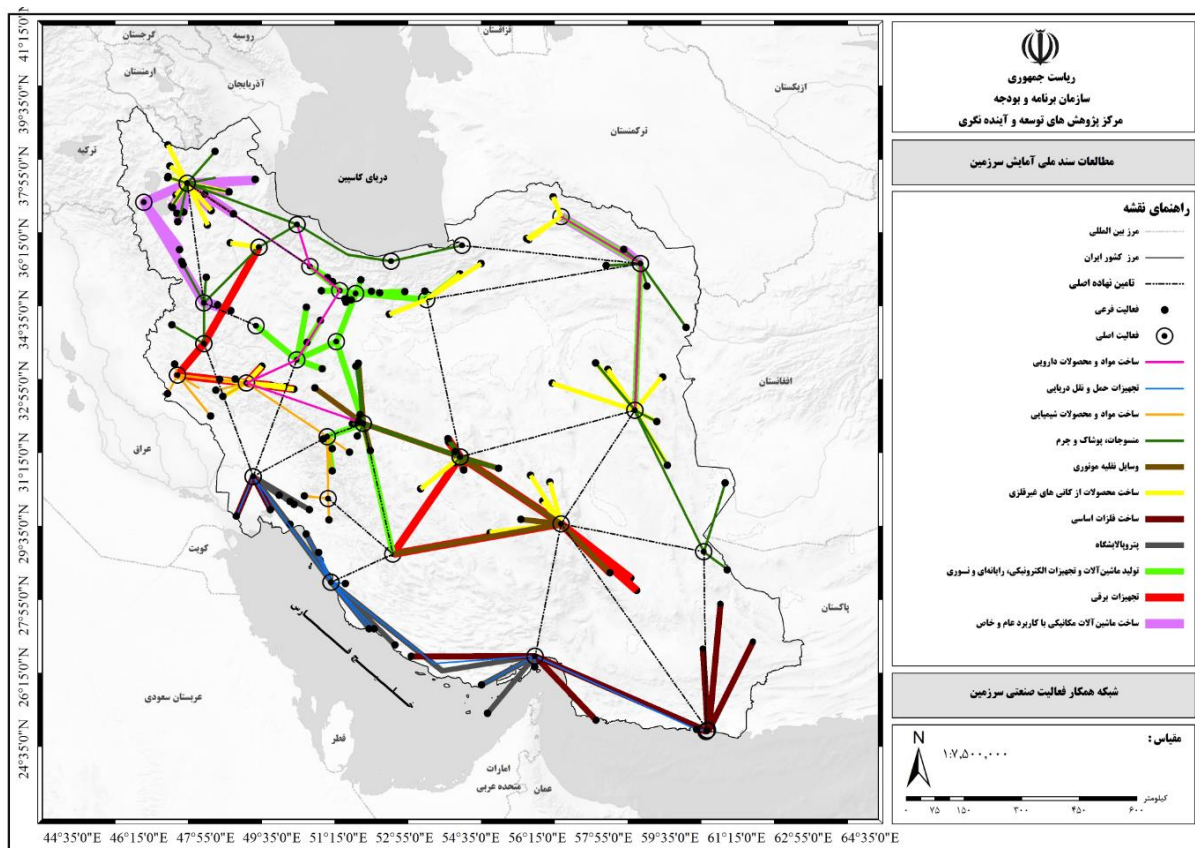 ریاست جمهوری
سازمان برنامه و بودجه
مرکز پژوهش های توسعه و آینده نگری
مطالعات سند ملی آمایش سرزمین
راهنمای نقشه
مرز بین المللی
مرز کشور ایران
تامین نهاده اصلی
فعالیت فرعی
فعالیت اصلی
ساخت مواد و محصولات دارویی
تجهیزات حمل و نقل دریایی
ساخت مواد و محصولات شیمیایی
منسوجات، پوشاک و چرم
وسایل نقلیه موتوری
ساخت محصولات از کانی های غیرفلزی
ساخت فلزات اساسی
پتروپالایشگاه
تولید ماشین‌آلات و تجهیزات الکترونیکی، رایانه‌ای و نوری
تجهیزات برقی
ساخت ماشین‌آلات مکانیکی با کاربرد عام و خاص
شبکه همکار فعالیت صنعتی سرزمین
مقیاس :
N
۱:۷,۵۰۰,۰۰۰
کیلومتر
۰ ۷۵ ۱۵۰ ۳۰۰ ۴۵۰ ۶۰۰
گرجستان
روسیه
قزاقستان
ارمنستان
آذربایجان
ازبکستان
ترکیه
ترکمنستان
دریای کاسپین
افغانستان
عراق
کویت
پاکستان
خلیج فارس
عربستان سعودی
قطر
امارات
متحده عربی
عمان
41°15'0"N
39°35'0"N
37°55'0"N
36°15'0"N
34°35'0"N
32°55'0"N
31°15'0"N
29°35'0"N
27°55'0"N
26°15'0"N
24°35'0"N
44°35'0"E 46°15'0"E 47°55'0"E 49°35'0"E 51°15'0"E 52°55'0"E 54°35'0"E 56°15'0"E 57°55'0"E 59°35'0"E 61°15'0"E 62°55'0"E 64°35'0"E